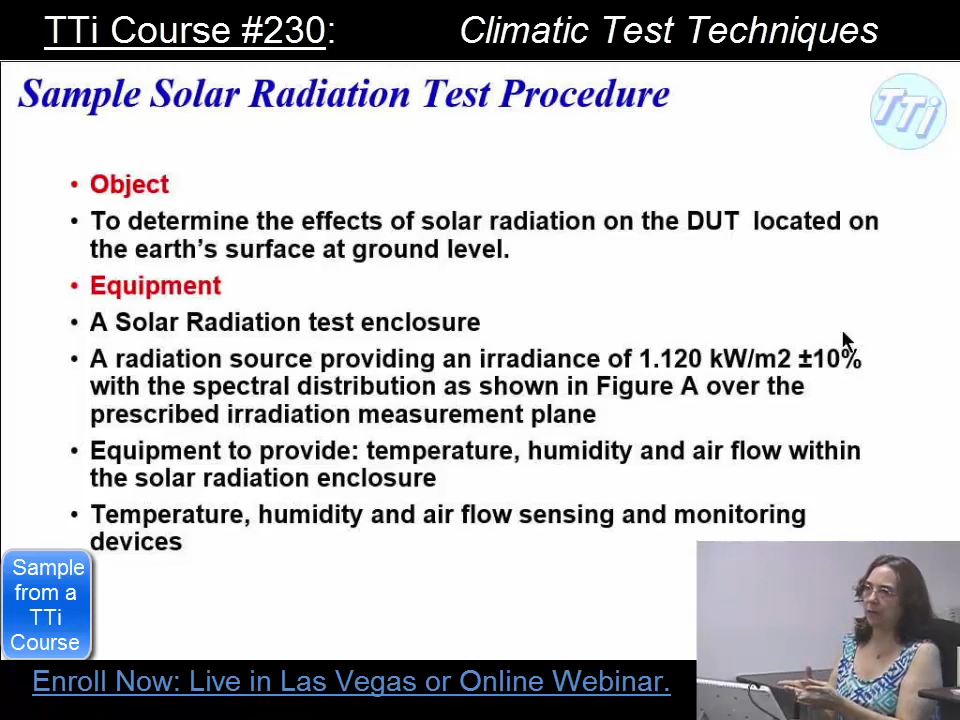 TTi Course #230: Climatic Test Techniques
Sample Solar Radiation Test Procedure
TTi
• Object
• To determine the effects of solar radiation on the DUT located on
the earth's surface at ground level.
• Equipment
• A Solar Radiation test enclosure
• A radiation source providing an irradiance of 1.120 kW/m2 ±10%
with the spectral distribution as shown in Figure A over the
prescribed irradiation measurement plane
• Equipment to provide: temperature, humidity and air flow within
the solar radiation enclosure
• Temperature, humidity and air flow sensing and monitoring
devices
Sample
from a
TTi
Course
Enroll Now: Live in Las Vegas or Online Webinar.